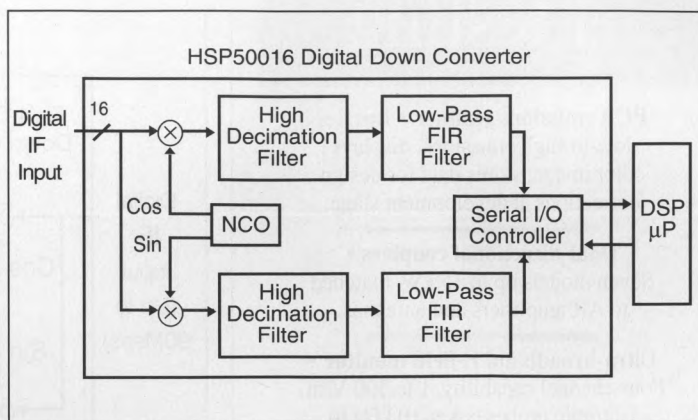 HSP50016 Digital Down Converter
16
Digital
IF
Input
High
Decimation
Filter
Low-Pass
FIR
Filter
Cos
Sin
NCO
Serial I/O
Controller
DSP
µP
High
Decimation
Filter
Low-Pass
FIR
Filter